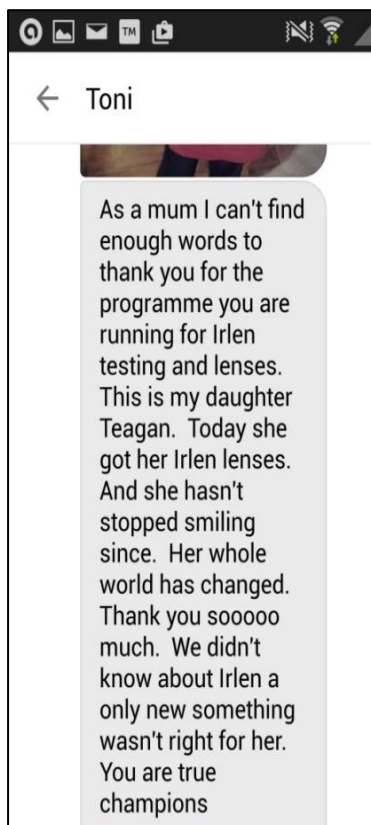 TM
Toni
As a mum I can't find
enough words to
thank you for the
programme you are
running for Irlen
testing and lenses.
This is my daughter
Teagan.  Today she
got her Irlen lenses.
And she hasn't
stopped smiling
since.  Her whole
world has changed.
Thank you sooooo
much.  We didn't
know about Irlen a
only new something
wasn't right for her.
You are true
champions